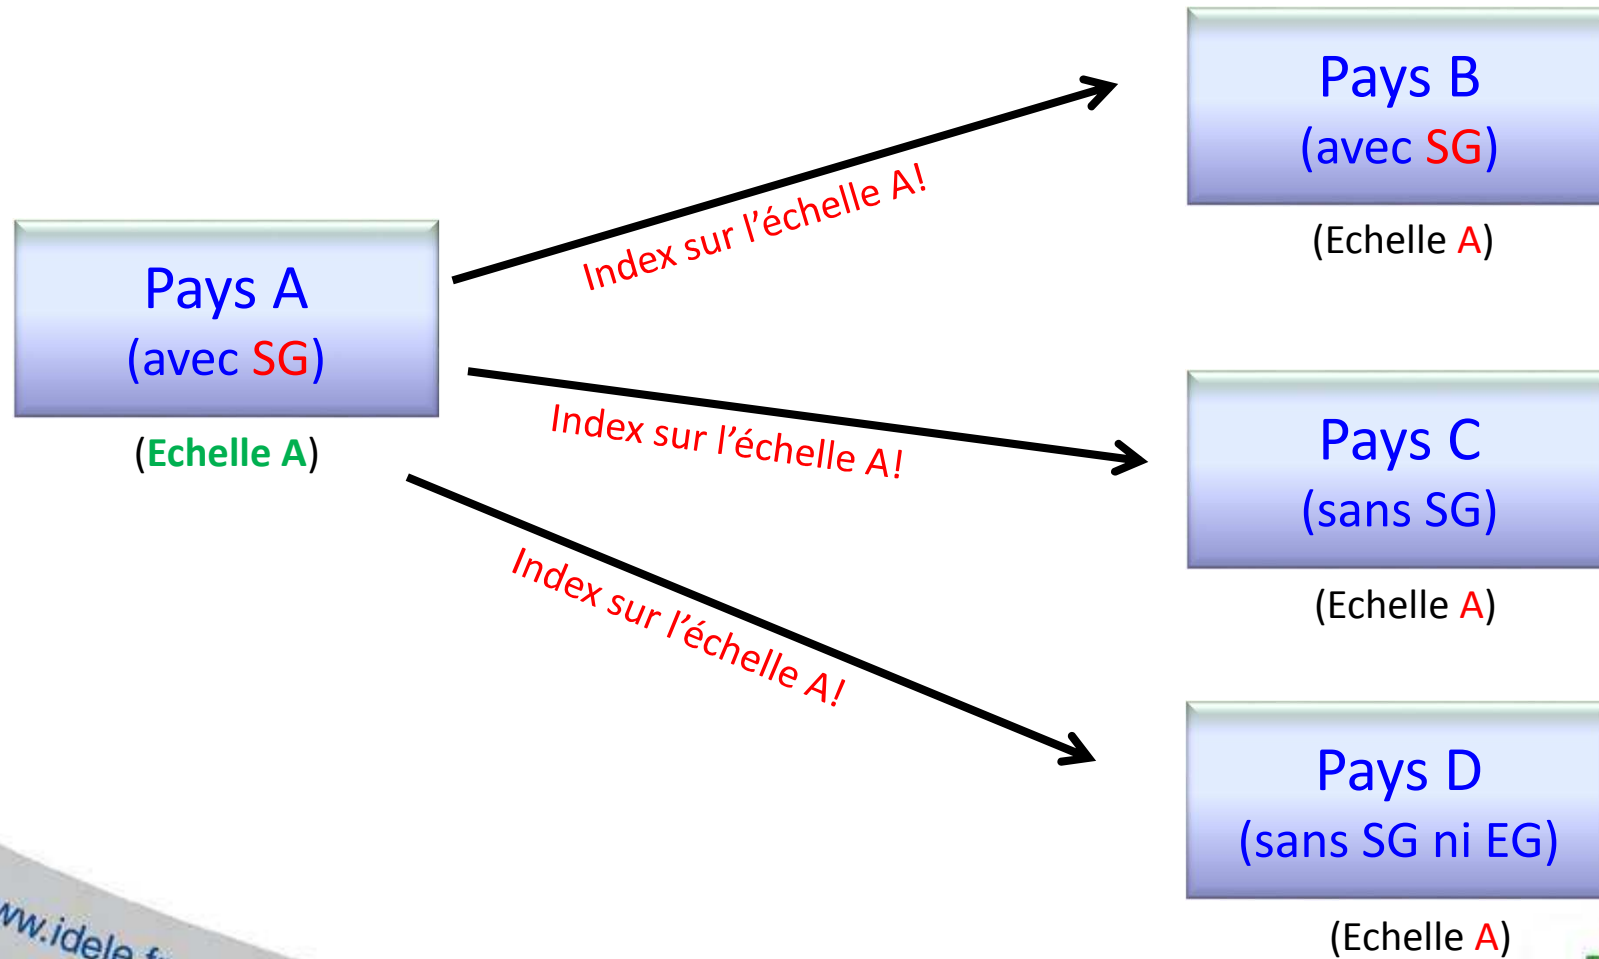 Pays A
(avec SG)
(Echelle A)
Index sur l’échelle A!
Index sur l’échelle A!
Index sur l’échelle A!
Pays B
(avec SG)
(Echelle A)
Pays C
(sans SG)
(Echelle A)
Pays D
(sans SG ni EG)
(Echelle A)